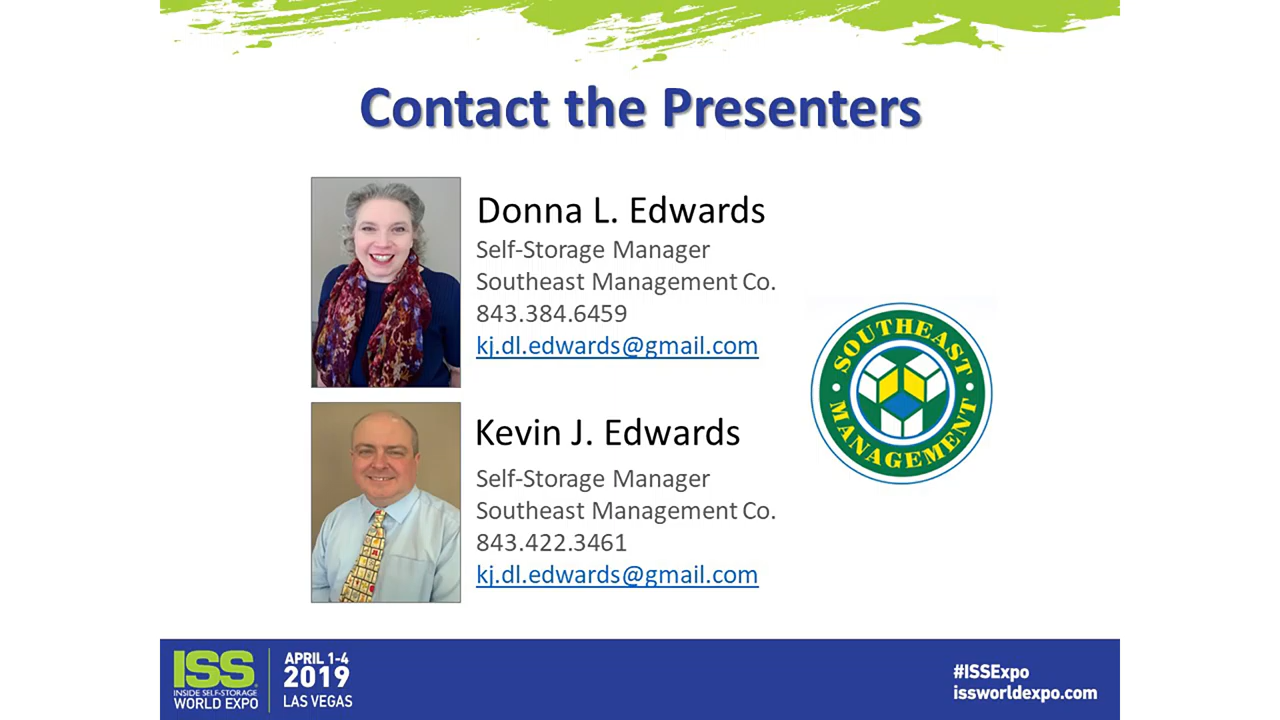 Contact the Presenters
Donna L. Edwards
Self-Storage Manager
Southeast Management Co.
843.384.6459
kj.dl.edwards@gmail.com
SOUTHEAST
MANAGEMENT
Kevin J. Edwards
Self-Storage Manager
Southeast Management Co.
843.422.3461
kj.dl.edwards@gmail.com
ISS
INSIDE SELF-STORAGE
WORLD EXPO
APRIL 1-4
2019
LAS VEGAS
#ISSExpo
issworldexpo.com